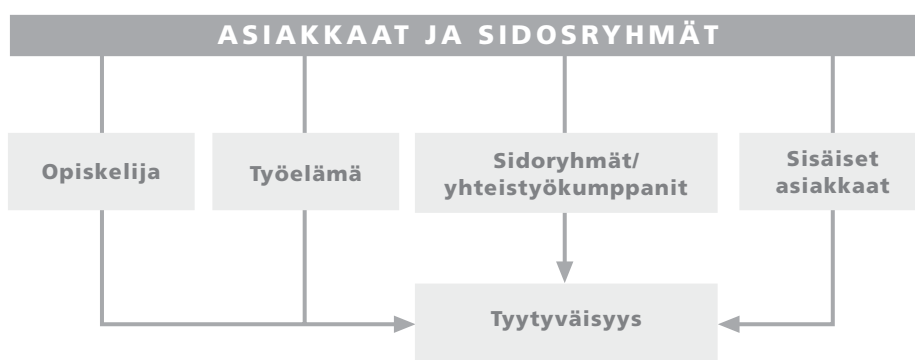 ASIAKKAAT JA SIDOSRYHMÄT
Opiskelija
Työelämä
Sidoryhmät/
yhteistyökumppanit
Sisäiset
asiakkaat
Tyytyväisyys